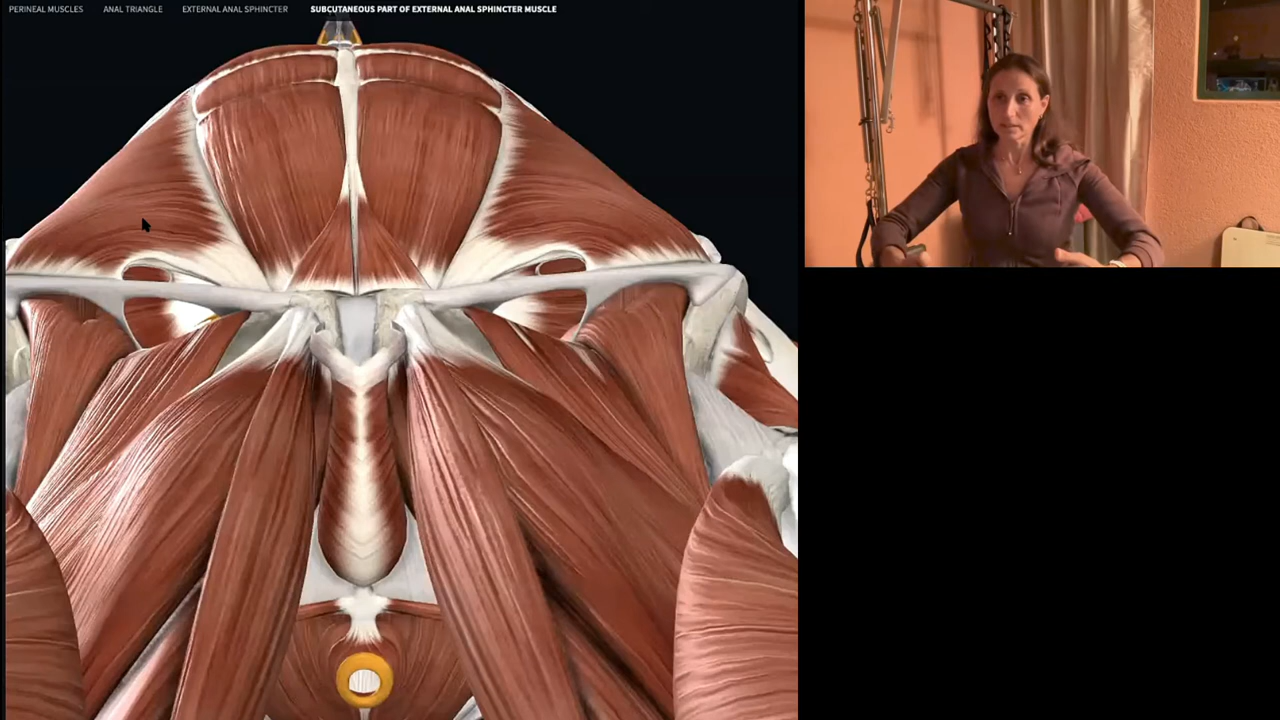 PERINEAL MUSCLES ANAL TRIANGLE EXTERNAL ANAL SPHINCTER SUBCUTANEOUS PART OF EXTERNAL ANAL SPHINCTER MUSCLE